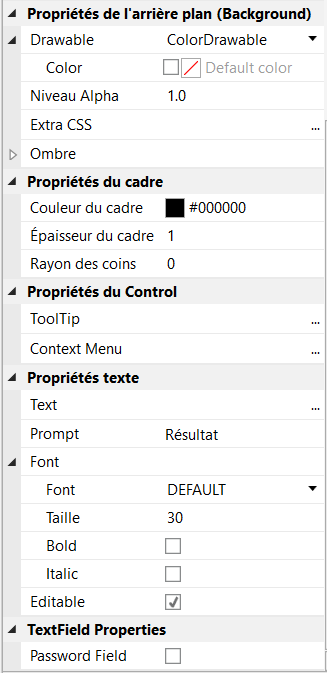 Propriétés de l'arrière plan (Background)
Drawable ColorDrawable
Color Default color
Niveau Alpha 1.0
Extra CSS ...
Ombre
Propriétés du cadre
Couleur du cadre #000000
Épaisseur du cadre 1
Rayon des coins 0
Propriétés du Control
ToolTip ...
Context Menu ...
Propriétés texte
Text ...
Prompt Résultat
Font
Font DEFAULT
Taille 30
Bold
Italic
Editable
TextField Properties
Password Field